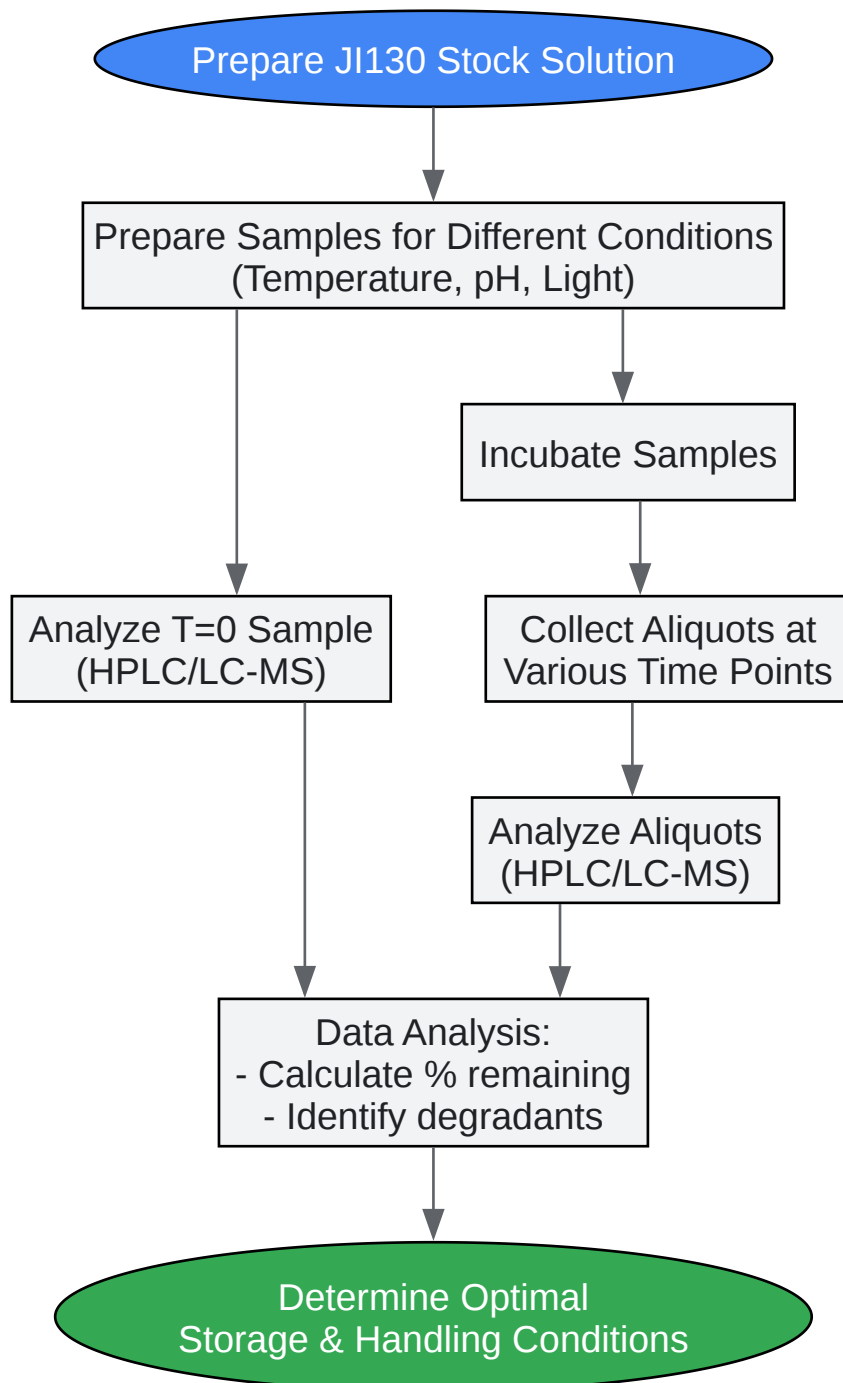 Prepare JI130 Stock Solution
Prepare Samples for Different Conditions
(Temperature, pH, Light)
Incubate Samples
Analyze T=0 Sample
(HPLC/LC-MS)
Collect Aliquots at
Various Time Points
Analyze Aliquots
(HPLC/LC-MS)
Data Analysis:
- Calculate % remaining
- Identify degradants
Determine Optimal
Storage & Handling Conditions